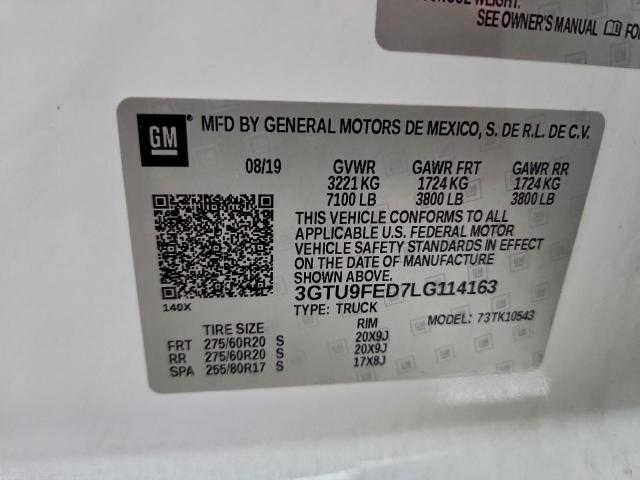 SEE OWNER'S MANUAL FO
GM
MFD BY GENERAL MOTORS DE MEXICO, S. DE R.L. DE C.V.
08/19 GVWR GAWR FRT GAWR RR
3221 KG 1724 KG 1724 KG
7100 LB 3800 LB 3800 LB
THIS VEHICLE CONFORMS TO ALL
APPLICABLE U.S. FEDERAL MOTOR
VEHICLE SAFETY STANDARDS IN EFFECT
ON THE DATE OF MANUFACTURE
SHOWN ABOVE.
3GTU9FED7LG114163
140X
TYPE: TRUCK MODEL: 73TK10543
TIRE SIZE RIM
FRT 275/60R20 S 20X9J
RR 275/60R20 S 20X9J
SPA 255/80R17 S 17X8J